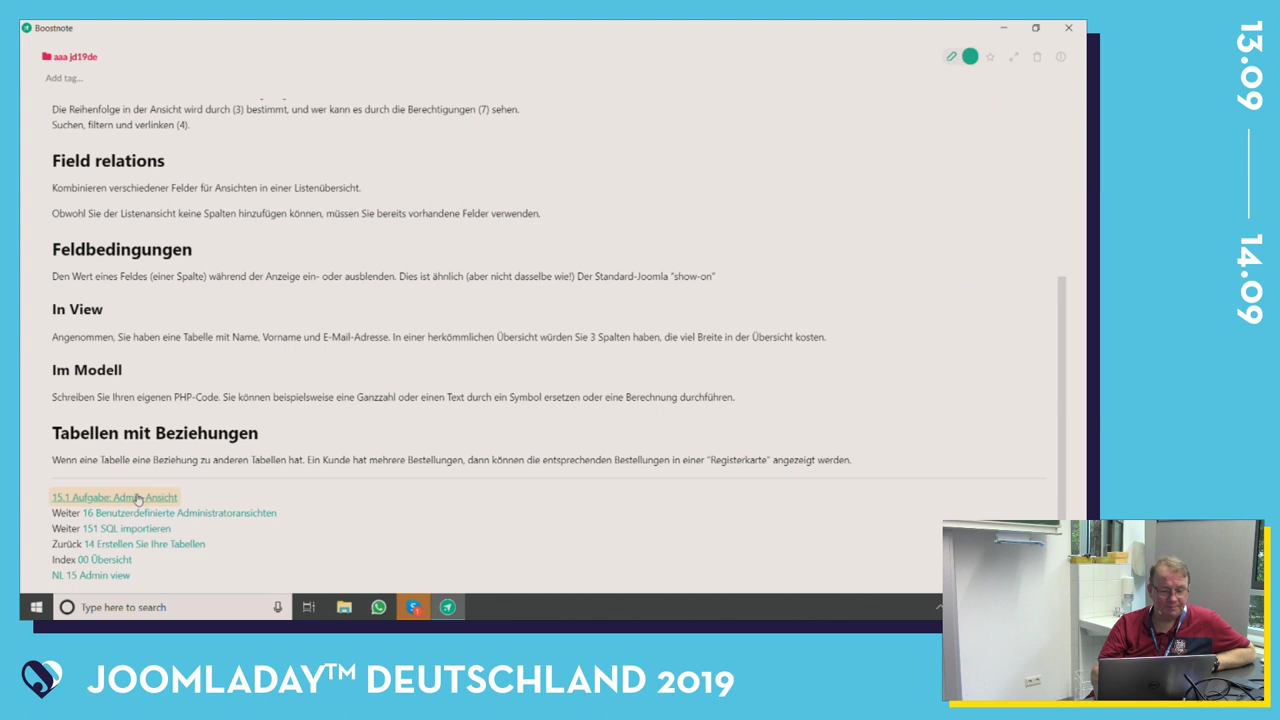 Boostnote
aaa jd19de
Add tag...
Die Reihenfolge in der Ansicht wird durch (3) bestimmt, und wer kann es durch die Berechtigungen (7) sehen.
Suchen, filtern und verlinken (4).
Field relations
Kombinieren verschiedener Felder für Ansichten in einer Listenübersicht.
Obwohl Sie der Listenansicht keine Spalten hinzufügen können, müssen Sie bereits vorhandene Felder verwenden.
Feldbedingungen
Den Wert eines Feldes (einer Spalte) während der Anzeige ein- oder ausblenden. Dies ist ähnlich (aber nicht dasselbe wie!) Der Standard-Joomla "show-on"
In View
Angenommen, Sie haben eine Tabelle mit Name, Vorname und E-Mail-Adresse. In einer herkömmlichen Übersicht würden Sie 3 Spalten haben, die viel Breite in der Übersicht kosten.
Im Modell
Schreiben Sie Ihren eigenen PHP-Code. Sie können beispielsweise eine Ganzzahl oder einen Text durch ein Symbol ersetzen oder eine Berechnung durchführen.
Tabellen mit Beziehungen
Wenn eine Tabelle eine Beziehung zu anderen Tabellen hat. Ein Kunde hat mehrere Bestellungen, dann können die entsprechenden Bestellungen in einer "Registerkarte" angezeigt werden.
15.1 Aufgabe: Admin Ansicht
Weiter 16 Benutzerdefinierte Administratoransichten
Weiter 151 SQL importieren
Zurück 14 Erstellen Sie Ihre Tabellen
Index 00 Übersicht
NL 15 Admin view
Type here to search
13.09
14.09
JOOMLADAY™ DEUTSCHLAND 2019